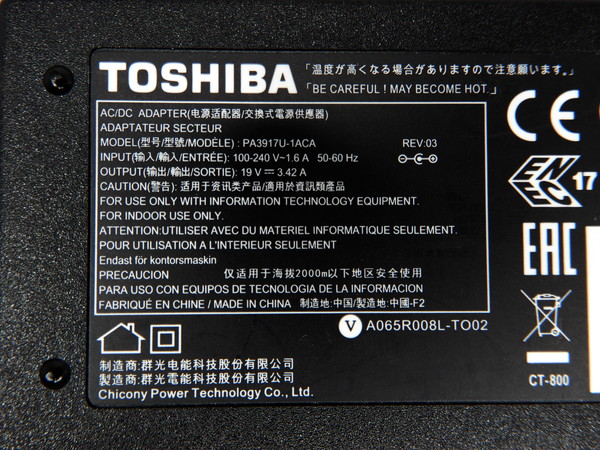 TOSHIBA
「温度が高くなる場合がありますので注意願います。」
「BE CAREFUL ! MAY BECOME HOT.」
AC/DC ADAPTER(电源适配器/交換式電源供應器)
ADAPTATEUR SECTEUR
MODEL(型号/型號/MODÈLE) : PA3917U-1ACA REV:03
INPUT(输入/輸入/ENTRÉE): 100-240 V~1.6 A 50-60 Hz
OUTPUT(输出/輸出/SORTIE): 19 V⎓ 3.42 A
CAUTION(警告): 适用于资讯类产品/適用於資訊類產品
FOR USE ONLY WITH INFORMATION TECHNOLOGY EQUIPMENT.
FOR INDOOR USE ONLY.
ATTENTION:UTILISER AVEC DU MATERIEL INFORMATIQUE SEULEMENT.
POUR UTILISATION A L'INTERIEUR SEULEMENT
Endast för kontorsmaskin
PRECAUCION 仅适用于海拔2000m以下地区安全使用
PARA USO CON EQUIPOS DE TECNOLOGIA DE LA INFORMACION
FABRIQUÉ EN CHINE / MADE IN CHINA 制造地:中国/製造地:中國-F2
V A065R008L-TO02
制造商:群光电能科技股份有限公司
製造商:群光電能科技股份有限公司
Chicony Power Technology Co., Ltd.
CE
ENEC 17
EAC
CT-800